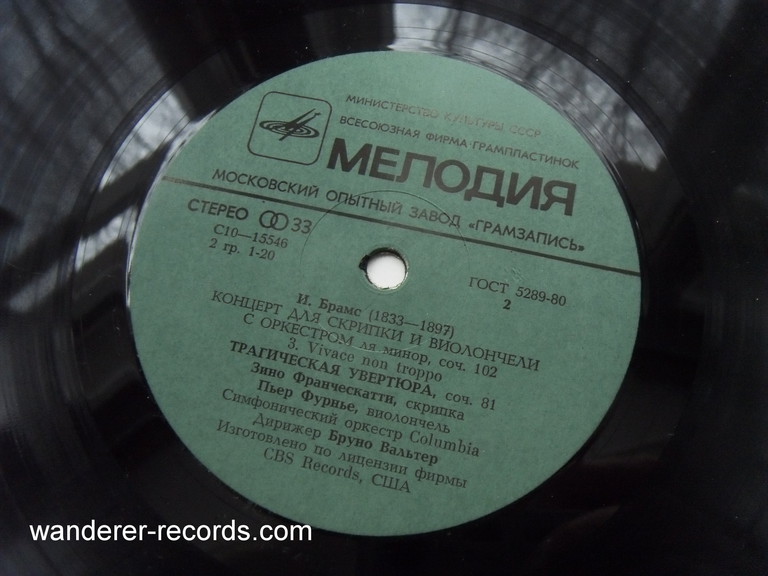 МИНИСТЕРСТВО КУЛЬТУРЫ СССР
ВСЕСОЮЗНАЯ ФИРМА ГРАМПЛАСТИНОК
МЕЛОДИЯ
МОСКОВСКИЙ ОПЫТНЫЙ ЗАВОД «ГРАМЗАПИСЬ»
СТЕРЕО 33
С10—15546
2 гр. 1-20
ГОСТ 5289-80
2
И. Брамс (1833—1897)
КОНЦЕРТ ДЛЯ СКРИПКИ И ВИОЛОНЧЕЛИ
С ОРКЕСТРОМ ля минор, соч. 102
3. Vivace non troppo
ТРАГИЧЕСКАЯ УВЕРТЮРА, соч. 81
Зино Франческатти, скрипка
Пьер Фурнье, виолончель
Симфонический оркестр Columbia
Дирижер Бруно Вальтер
Изготовлено по лицензии фирмы
CBS Records, США
wanderer-records.com